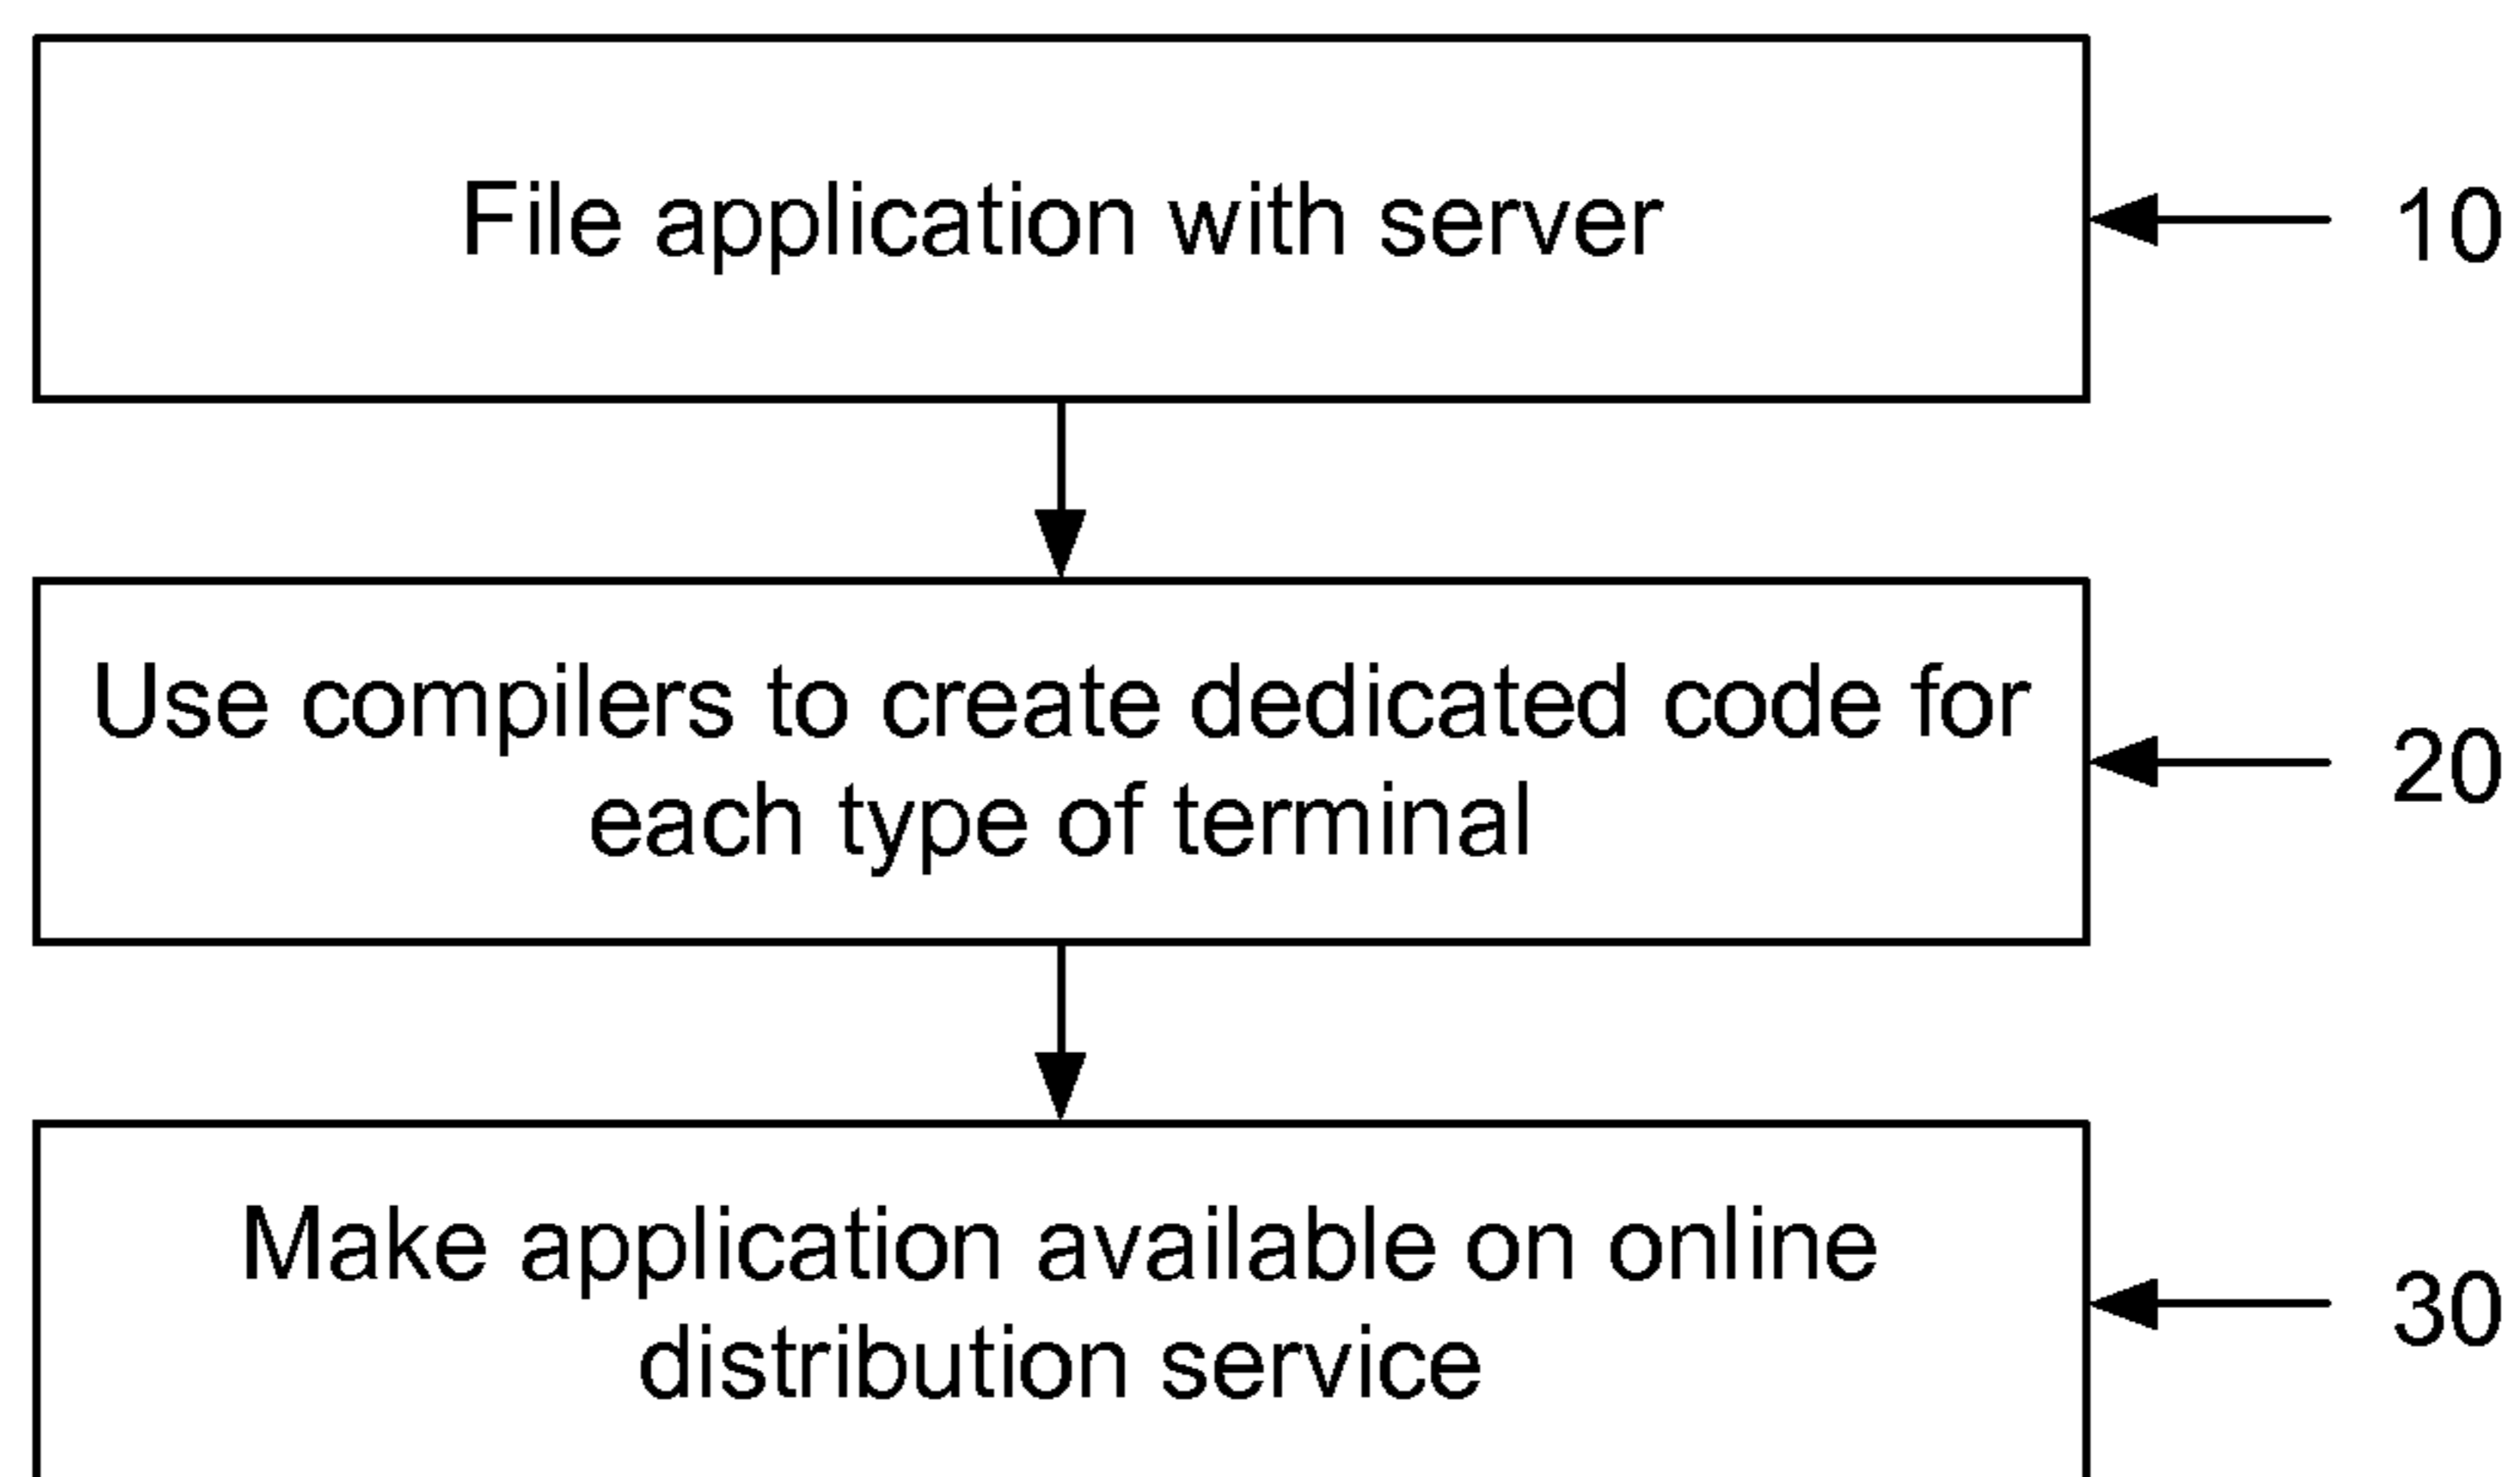 File application with server
10
Use compilers to create dedicated code for
each type of terminal
20
Make application available on online
distribution service
30